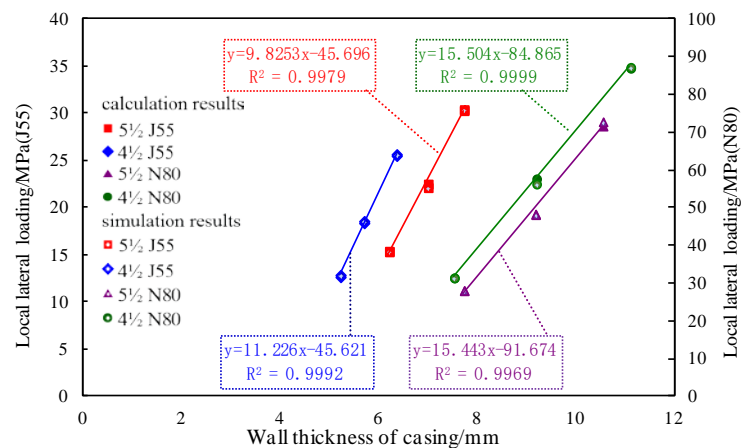 40
35
30
25
20
15
10
5
0
100
90
80
70
60
50
40
30
20
10
0
0 2 4 6 8 10 12
Local lateral loading/MPa(J55)
Local lateral loading/MPa(N80)
Wall thickness of casing/mm
y=9.8253x-45.696
R² = 0.9979
y=15.504x-84.865
R² = 0.9999
calculation results
5½ J55
4½ J55
5½ N80
4½ N80
simulation results
5½ J55
4½ J55
5½ N80
4½ N80
y=11.226x-45.621
R² = 0.9992
y=15.443x-91.674
R² = 0.9969